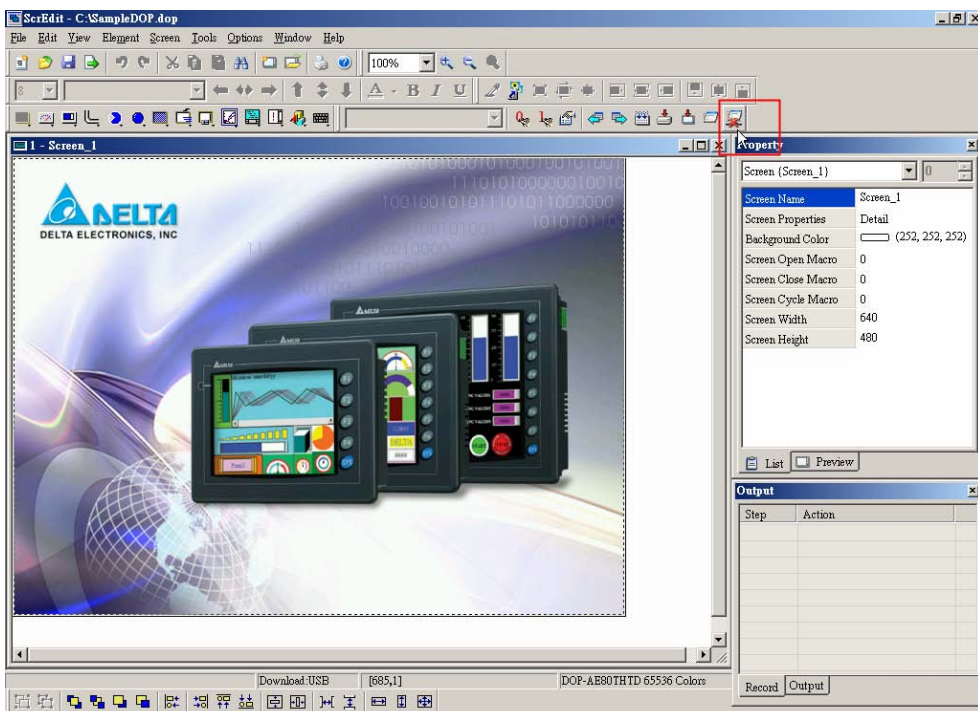 ScrEdit - C:\SampleDOP.dop
File Edit View Element Screen Tools Options Window Help
100%
8
A B I U
1 - Screen_1
DELTA
DELTA ELECTRONICS, INC
Property
Screen {Screen_1}
0
Screen Name Screen_1
Screen Properties Detail
Background Color (252, 252, 252)
Screen Open Macro 0
Screen Close Macro 0
Screen Cycle Macro 0
Screen Width 640
Screen Height 480
List Preview
Output
Step Action
Record Output
Download:USB [685,1] DOP-AE80THTD 65536 Colors